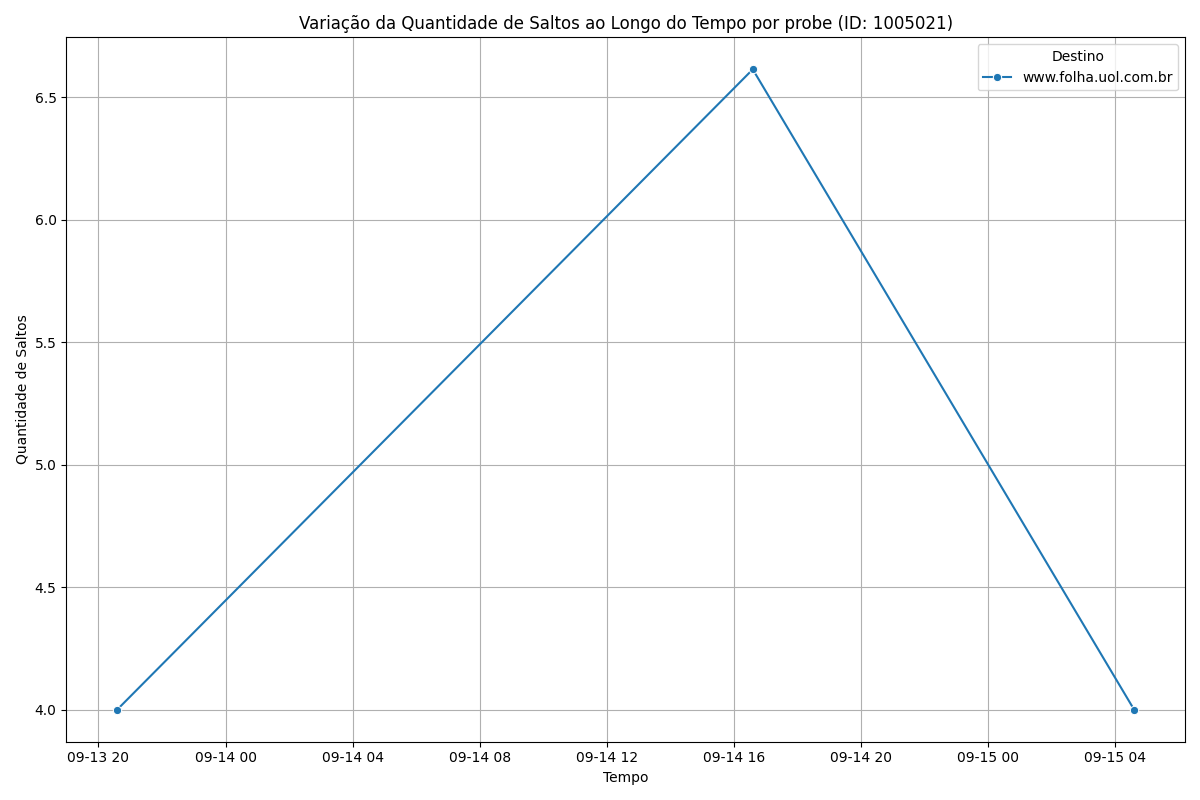 Variação da Quantidade de Saltos ao Longo do Tempo por probe (ID: 1005021)
Destino
www.folha.uol.com.br
Quantidade de Saltos
6.5
6.0
5.5
5.0
4.5
4.0
09-13 20 09-14 00 09-14 04 09-14 08 09-14 12 09-14 16 09-14 20 09-15 00 09-15 04
Tempo